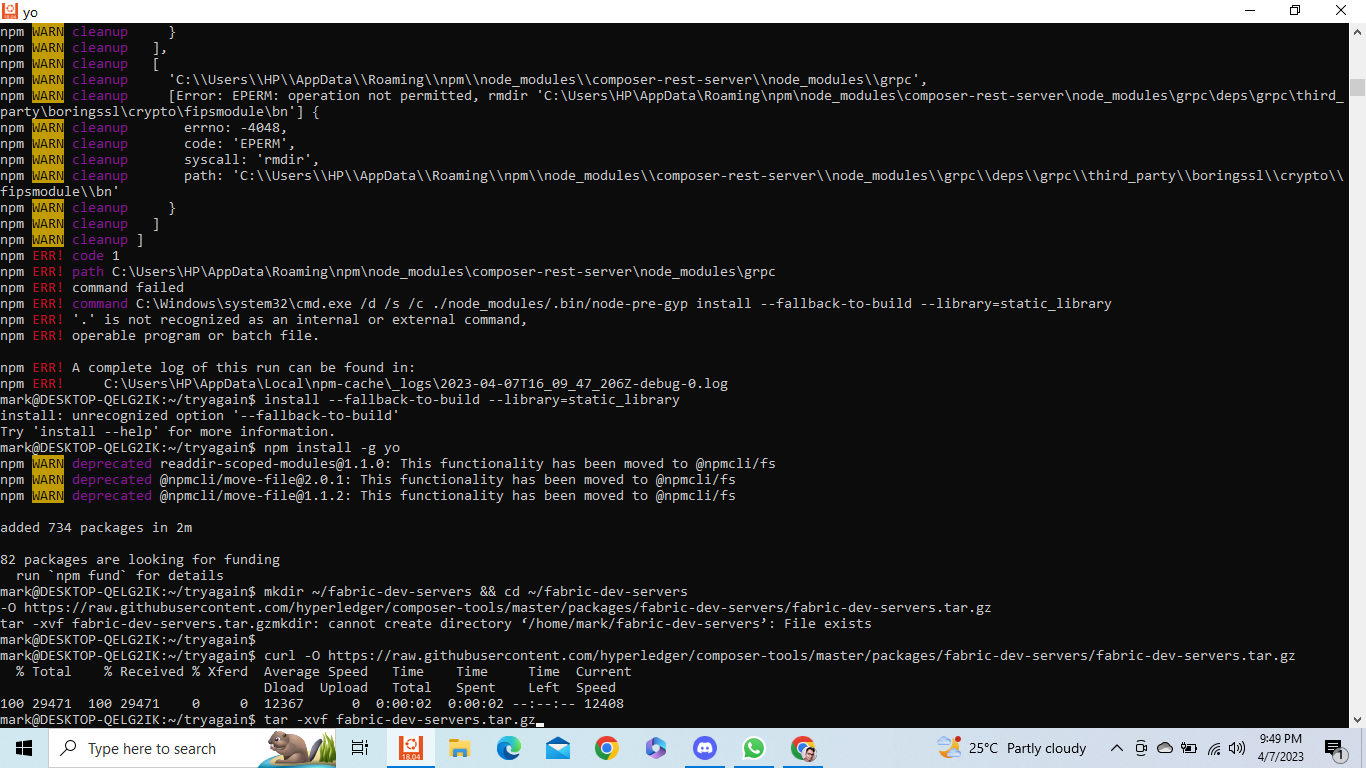 yo
npm WARN cleanup     }
npm WARN cleanup   ],
npm WARN cleanup   [
npm WARN cleanup     'C:\\Users\\HP\\AppData\\Roaming\\npm\\node_modules\\composer-rest-server\\node_modules\\grpc',
npm WARN cleanup     [Error: EPERM: operation not permitted, rmdir 'C:\Users\HP\AppData\Roaming\npm\node_modules\composer-rest-server\node_modules\grpc\deps\grpc\third_
party\boringssl\crypto\fipsmodule\bn'] {
npm WARN cleanup       errno: -4048,
npm WARN cleanup       code: 'EPERM',
npm WARN cleanup       syscall: 'rmdir',
npm WARN cleanup       path: 'C:\\Users\\HP\\AppData\\Roaming\\npm\\node_modules\\composer-rest-server\\node_modules\\grpc\\deps\\grpc\\third_party\\boringssl\\crypto\\
fipsmodule\\bn'
npm WARN cleanup     }
npm WARN cleanup   ]
npm WARN cleanup ]
npm ERR! code 1
npm ERR! path C:\Users\HP\AppData\Roaming\npm\node_modules\composer-rest-server\node_modules\grpc
npm ERR! command failed
npm ERR! command C:\Windows\system32\cmd.exe /d /s /c ./node_modules/.bin/node-pre-gyp install --fallback-to-build --library=static_library
npm ERR! '.' is not recognized as an internal or external command,
npm ERR! operable program or batch file.
npm ERR! A complete log of this run can be found in:
npm ERR!     C:\Users\HP\AppData\Local\npm-cache\_logs\2023-04-07T16_09_47_206Z-debug-0.log
mark@DESKTOP-QELG2IK:~/tryagain$ install --fallback-to-build --library=static_library
install: unrecognized option '--fallback-to-build'
Try 'install --help' for more information.
mark@DESKTOP-QELG2IK:~/tryagain$ npm install -g yo
npm WARN deprecated readdir-scoped-modules@1.1.0: This functionality has been moved to @npmcli/fs
npm WARN deprecated @npmcli/move-file@2.0.1: This functionality has been moved to @npmcli/fs
npm WARN deprecated @npmcli/move-file@1.1.2: This functionality has been moved to @npmcli/fs
added 734 packages in 2m
82 packages are looking for funding
  run `npm fund` for details
mark@DESKTOP-QELG2IK:~/tryagain$ mkdir ~/fabric-dev-servers && cd ~/fabric-dev-servers
-O https://raw.githubusercontent.com/hyperledger/composer-tools/master/packages/fabric-dev-servers/fabric-dev-servers.tar.gz
tar -xvf fabric-dev-servers.tar.gzmkdir: cannot create directory ‘/home/mark/fabric-dev-servers’: File exists
mark@DESKTOP-QELG2IK:~/tryagain$
mark@DESKTOP-QELG2IK:~/tryagain$ curl -O https://raw.githubusercontent.com/hyperledger/composer-tools/master/packages/fabric-dev-servers/fabric-dev-servers.tar.gz
  % Total    % Received % Xferd  Average Speed   Time    Time     Time  Current
                                 Dload  Upload   Total   Spent    Left  Speed
100 29471  100 29471    0     0  12367      0  0:00:02  0:00:02 --:--:-- 12408
mark@DESKTOP-QELG2IK:~/tryagain$ tar -xvf fabric-dev-servers.tar.gz
Type here to search
18.04
25°C Partly cloudy
9:49 PM
4/7/2023
1